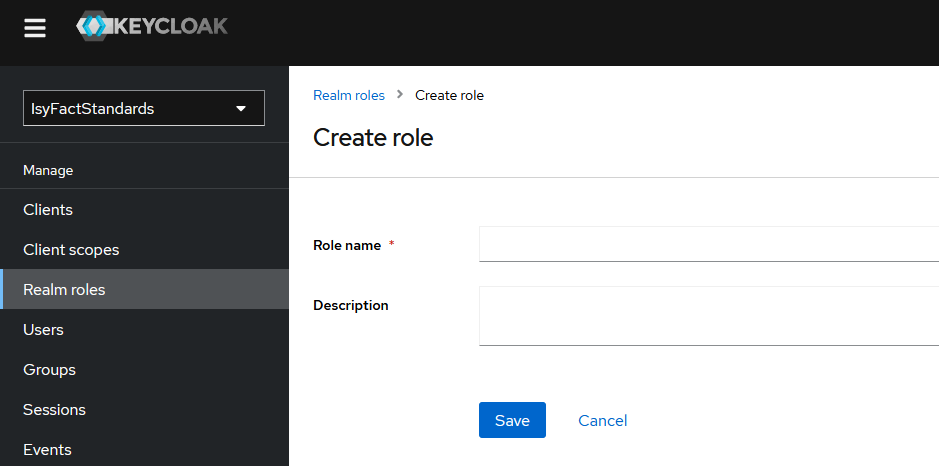 KEYCLOAK
IsyFactStandards
Manage
Clients
Client scopes
Realm roles
Users
Groups
Sessions
Events
Realm roles > Create role
Create role
Role name *
Description
Save Cancel